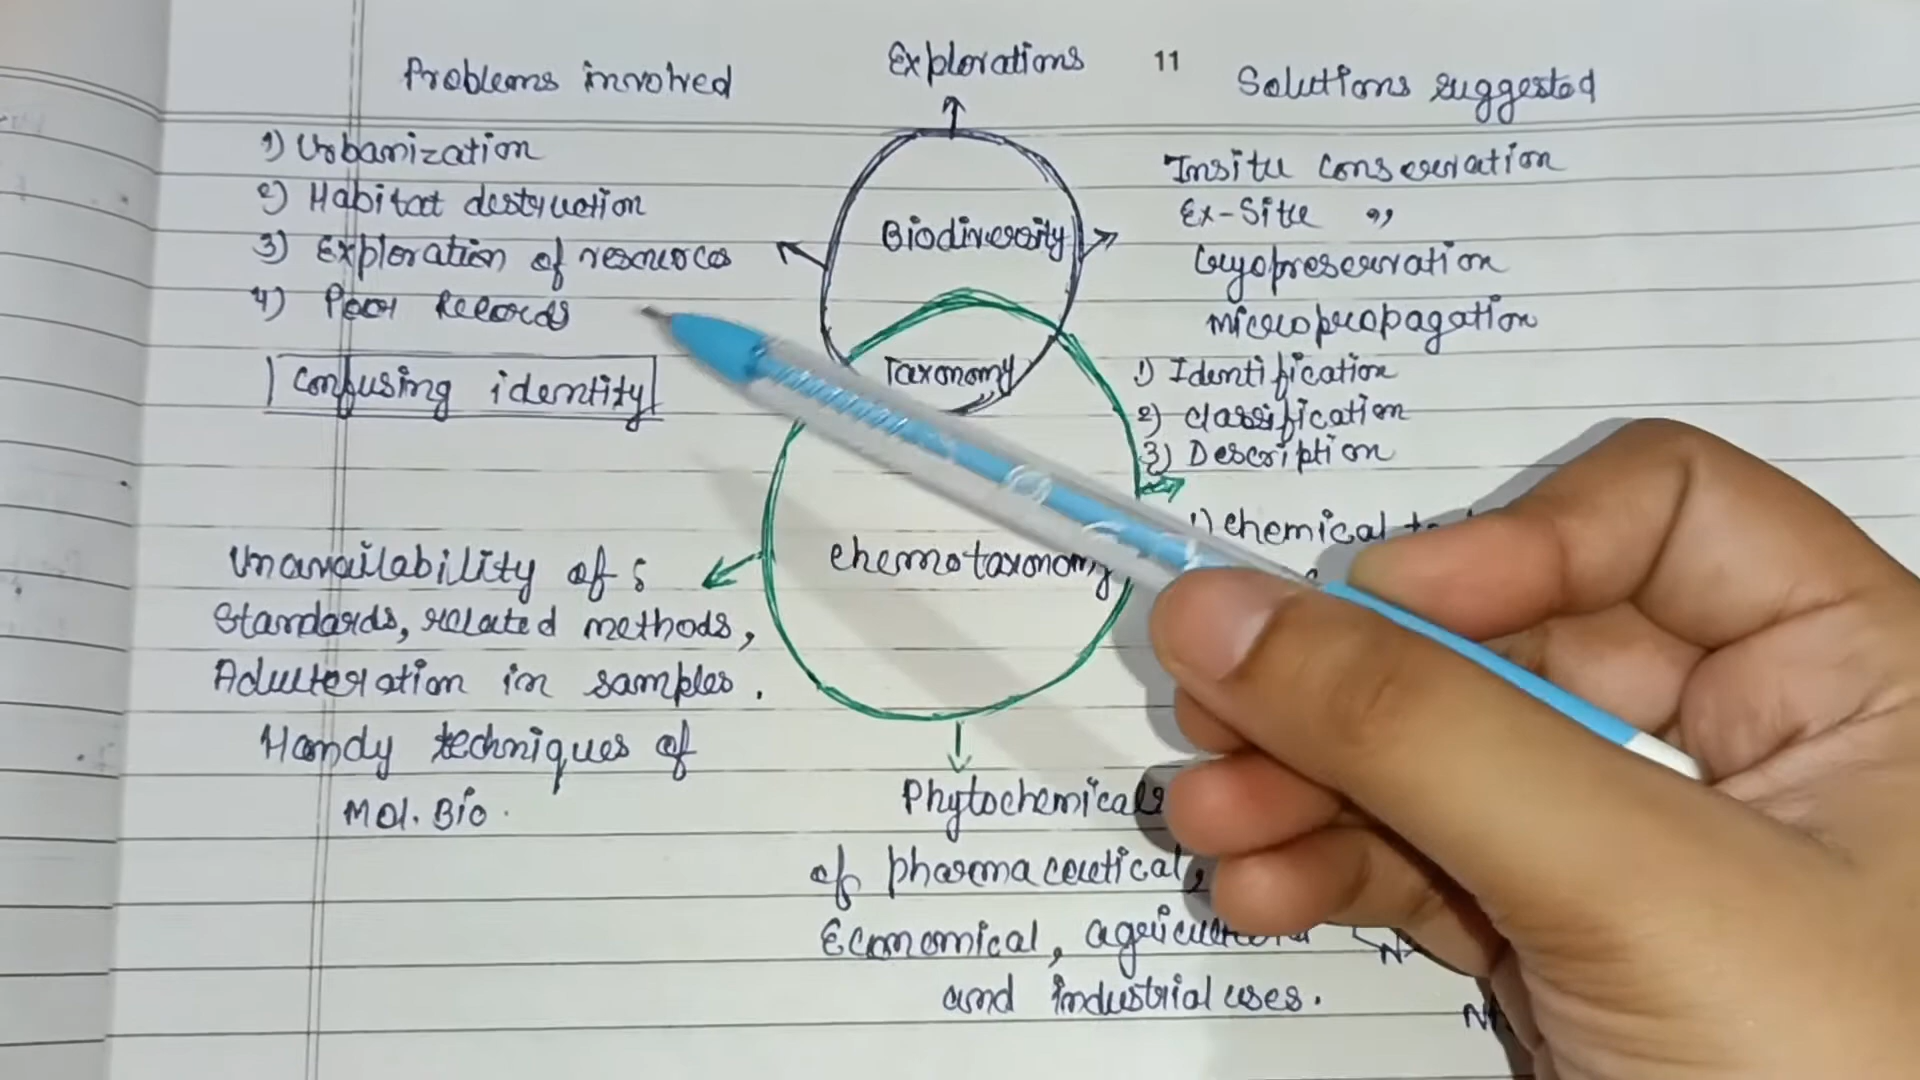 Explorations
11
Problems involved
Solutions suggested
1) Urbanization
2) Habitat destruction
3) Exploration of resources
4) Poor Records
Confusing identity
Biodiversity
Taxonomy
Insitu Conservation
Ex-Situ ,,
Cryopreservation
micropropagation
1) Identification
2) classification
3) Description
1) chemical
chemotaxonomy
Unavailability of :
Standards, related methods,
Adulteration in samples.
Handy techniques of
Mol. Bio.
Phytochemicals
of pharmaceutical,
Economical, agricultural
and industrial uses.